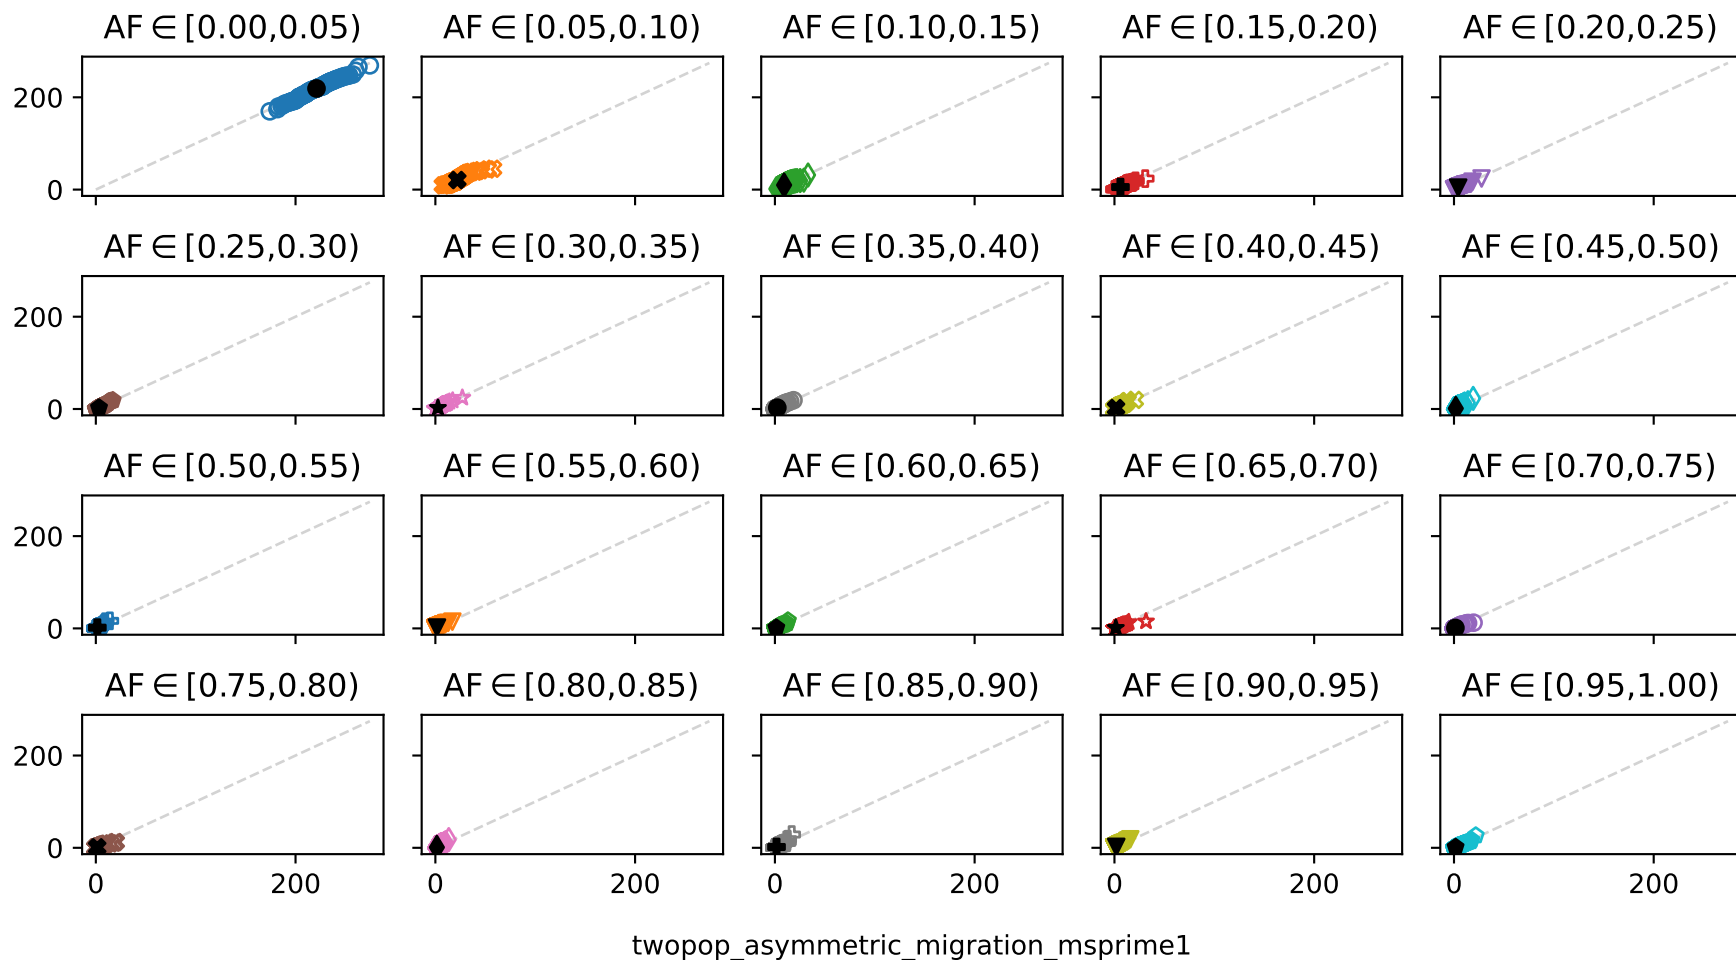 AF ∈ [0.00,0.05) AF ∈ [0.05,0.10) AF ∈ [0.10,0.15) AF ∈ [0.15,0.20) AF ∈ [0.20,0.25)
200
0
AF ∈ [0.25,0.30) AF ∈ [0.30,0.35) AF ∈ [0.35,0.40) AF ∈ [0.40,0.45) AF ∈ [0.45,0.50)
200
0
AF ∈ [0.50,0.55) AF ∈ [0.55,0.60) AF ∈ [0.60,0.65) AF ∈ [0.65,0.70) AF ∈ [0.70,0.75)
200
0
AF ∈ [0.75,0.80) AF ∈ [0.80,0.85) AF ∈ [0.85,0.90) AF ∈ [0.90,0.95) AF ∈ [0.95,1.00)
200
0
0 200 0 200 0 200 0 200 0 200
twopop_asymmetric_migration_msprime1